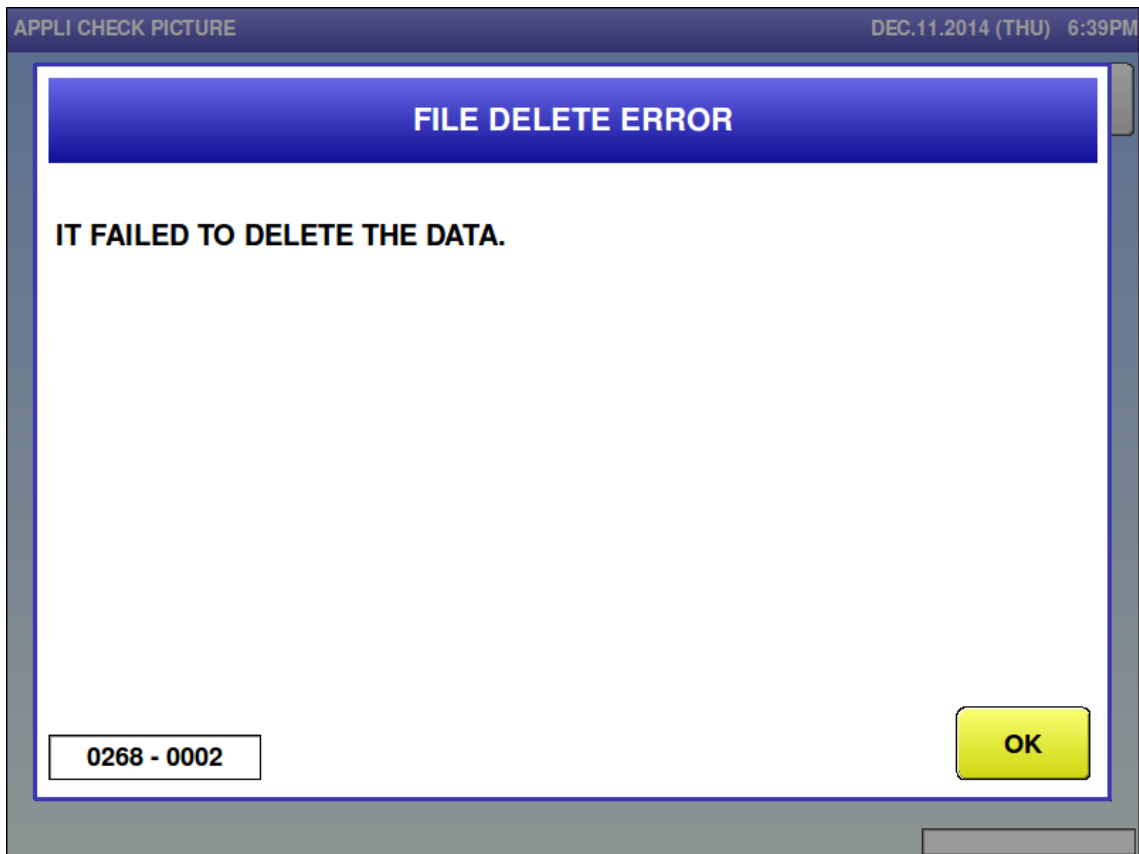 APPLI CHECK PICTURE DEC.11.2014 (THU) 6:39PM
FILE DELETE ERROR
IT FAILED TO DELETE THE DATA.
0268 - 0002
OK